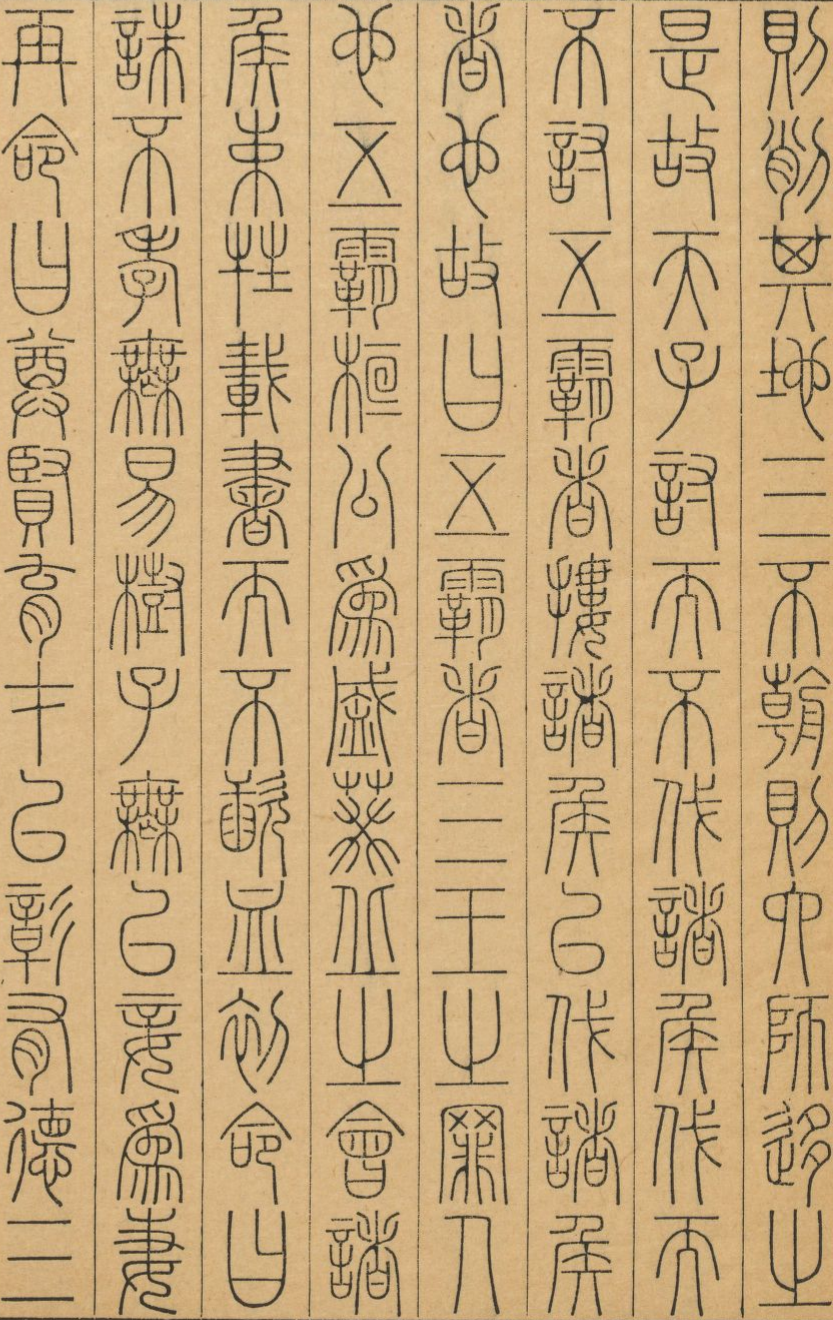 則削其地三不朝則六師移之
是故天子討而不伐諸侯伐而
不討五霸者摟諸侯以伐諸侯
者也故曰五霸者三王之罪人
也五霸桓公為盛葵丘之會諸
侯束牲載書而不歃血初命曰
誅不孝無易樹子無以妾為妻
再命曰尊賢育才以彰有德三